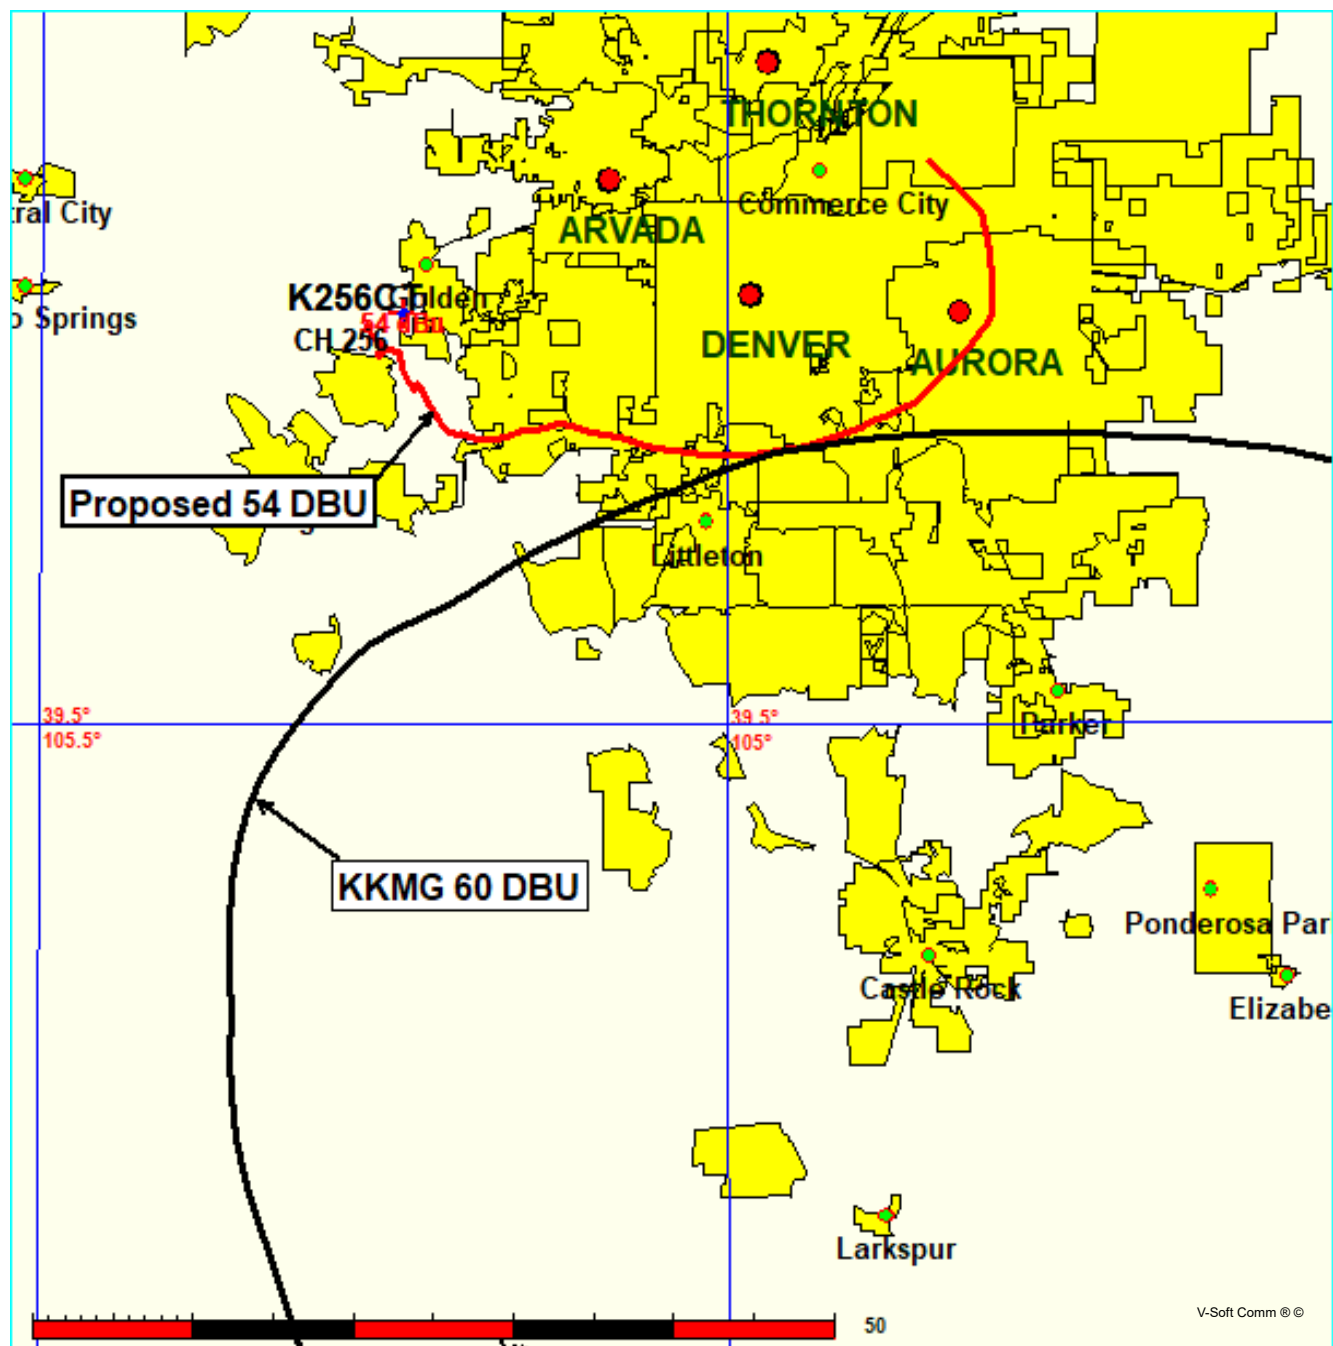 THORNTON
Commerce City
tral City
ARVADA
K256CT
Golden
54 dBu
o Springs
CH 256
DENVER
AURORA
Proposed 54 DBU
Littleton
39.5°
105.5°
39.5°
105°
Parker
KKMG 60 DBU
Ponderosa Par
Castle Rock
Elizabe
Larkspur
V-Soft Comm ® ©
50